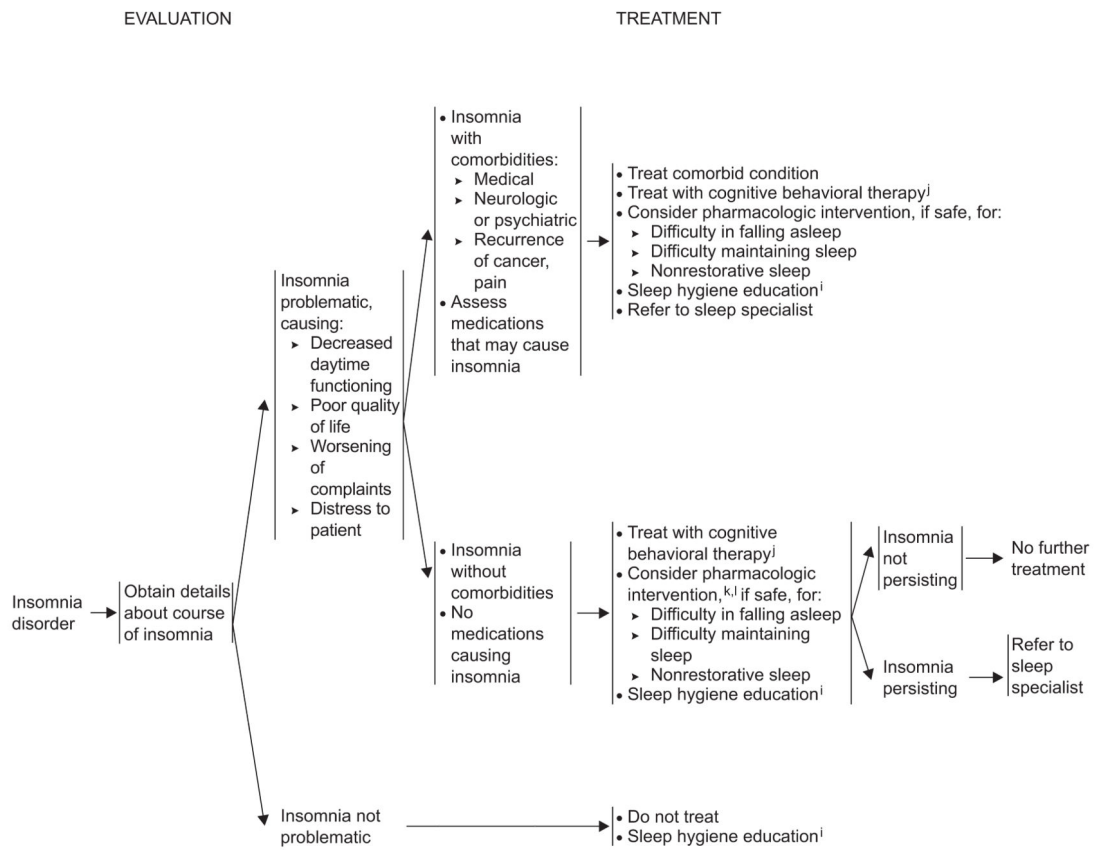 EVALUATION
TREATMENT
Insomnia
disorder
Obtain details
about course
of insomnia
Insomnia
problematic,
causing:
➤ Decreased
daytime
functioning
➤ Poor quality
of life
➤ Worsening
of
complaints
➤ Distress to
patient
• Insomnia
with
comorbidities:
➤ Medical
➤ Neurologic
or psychiatric
➤ Recurrence
of cancer,
pain
• Assess
medications
that may cause
insomnia
• Treat comorbid condition
• Treat with cognitive behavioral therapyʲ
• Consider pharmacologic intervention, if safe, for:
➤ Difficulty in falling asleep
➤ Difficulty maintaining sleep
➤ Nonrestorative sleep
• Sleep hygiene educationⁱ
• Refer to sleep specialist
• Insomnia
without
comorbidities
• No
medications
causing
insomnia
• Treat with cognitive
behavioral therapyʲ
• Consider pharmacologic
intervention,ᵏ,ˡ if safe, for:
➤ Difficulty in falling asleep
➤ Difficulty maintaining
sleep
➤ Nonrestorative sleep
• Sleep hygiene educationⁱ
Insomnia
not
persisting
No further
treatment
Insomnia
persisting
Refer to
sleep
specialist
Insomnia not
problematic
• Do not treat
• Sleep hygiene educationⁱ